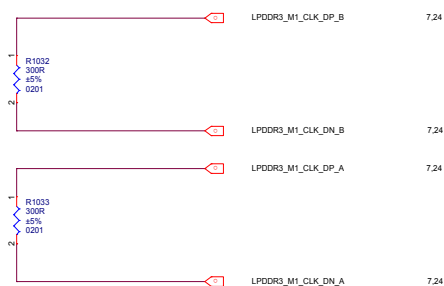 LPDDR3_M1_CLK_DP_B 7,24
1
R1032
300R
±5%
0201
2
LPDDR3_M1_CLK_DN_B 7,24
LPDDR3_M1_CLK_DP_A 7,24
1
R1033
300R
±5%
0201
2
LPDDR3_M1_CLK_DN_A 7,24